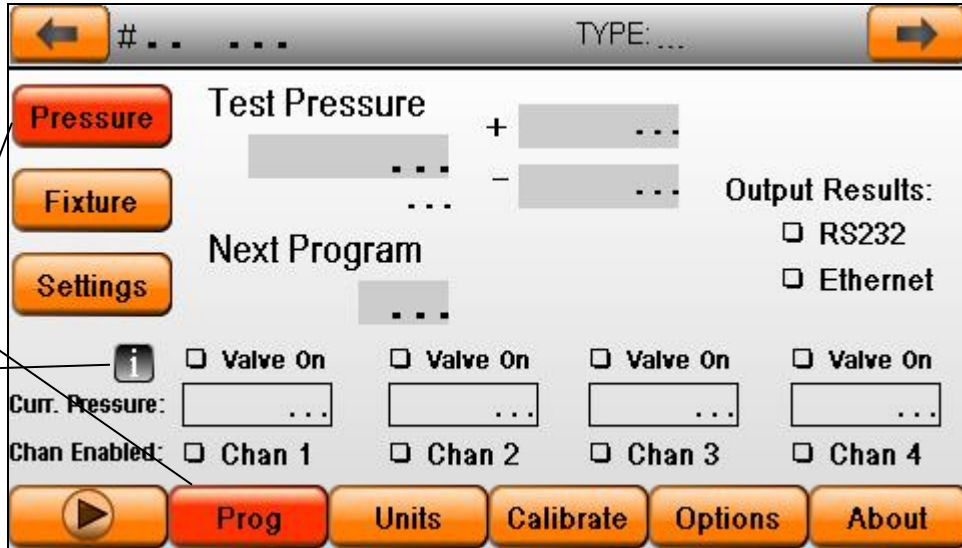 # . . . . . TYPE: ...
Pressure
Test Pressure
+ ...
...
- ...
...
Fixture
Output Results:
RS232
Next Program
Ethernet
Settings
...
i Valve On Valve On Valve On Valve On
Curr. Pressure: ... ... ... ...
Chan Enabled: Chan 1 Chan 2 Chan 3 Chan 4
Prog Units Calibrate Options About